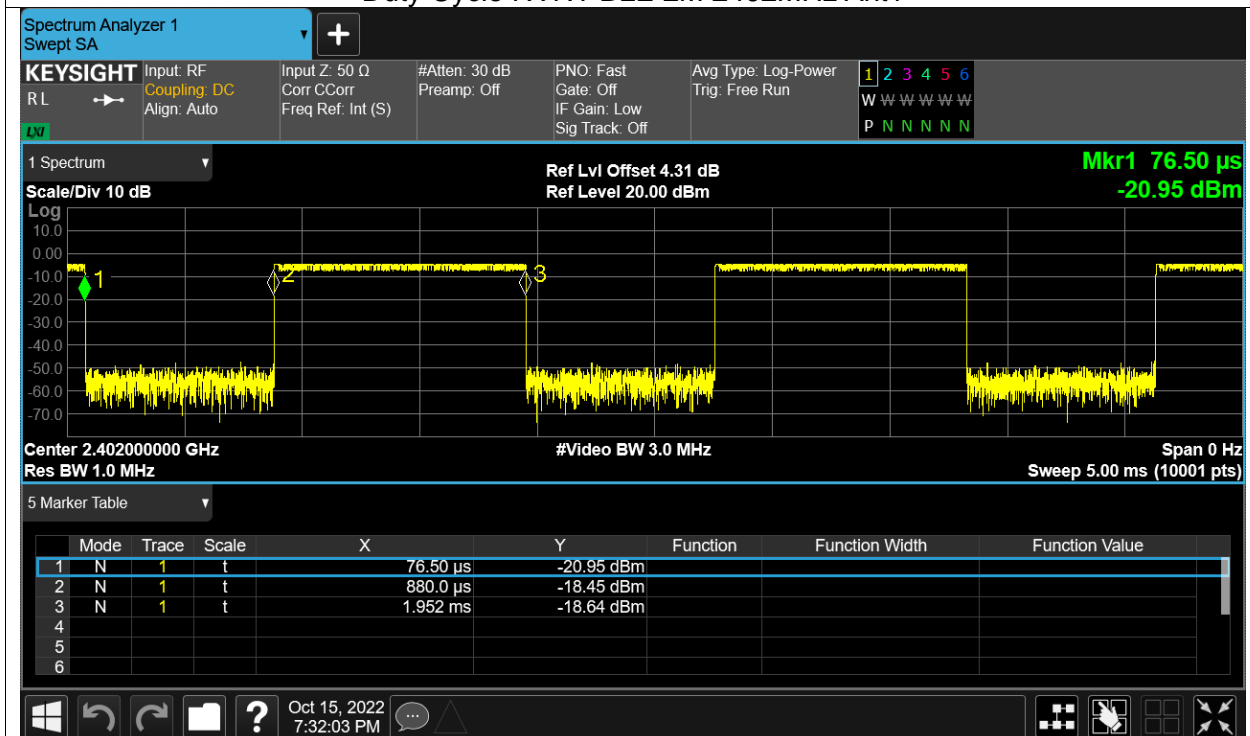 Spectrum Analyzer 1
Swept SA
KEYSIGHT
R L
LXI
Input: RF
Coupling: DC
Align: Auto
Input Z: 50 Ω
Corr CCorr
Freq Ref: Int (S)
#Atten: 30 dB
Preamp: Off
PNO: Fast
Gate: Off
IF Gain: Low
Sig Track: Off
Avg Type: Log-Power
Trig: Free Run
1 2 3 4 5 6
W W W W W W
P N N N N N
1 Spectrum
Scale/Div 10 dB
Ref Lvl Offset 4.31 dB
Ref Level 20.00 dBm
Mkr1 76.50 µs
-20.95 dBm
Log
10.0
0.00
-10.0
-20.0
-30.0
-40.0
-50.0
-60.0
-70.0
1
2
3
Center 2.402000000 GHz
#Video BW 3.0 MHz
Span 0 Hz
Res BW 1.0 MHz
Sweep 5.00 ms (10001 pts)
5 Marker Table
Mode Trace Scale X Y Function Function Width Function Value
1 N 1 t 76.50 µs -20.95 dBm
2 N 1 t 880.0 µs -18.45 dBm
3 N 1 t 1.952 ms -18.64 dBm
4
5
6
?
Oct 15, 2022
7:32:03 PM